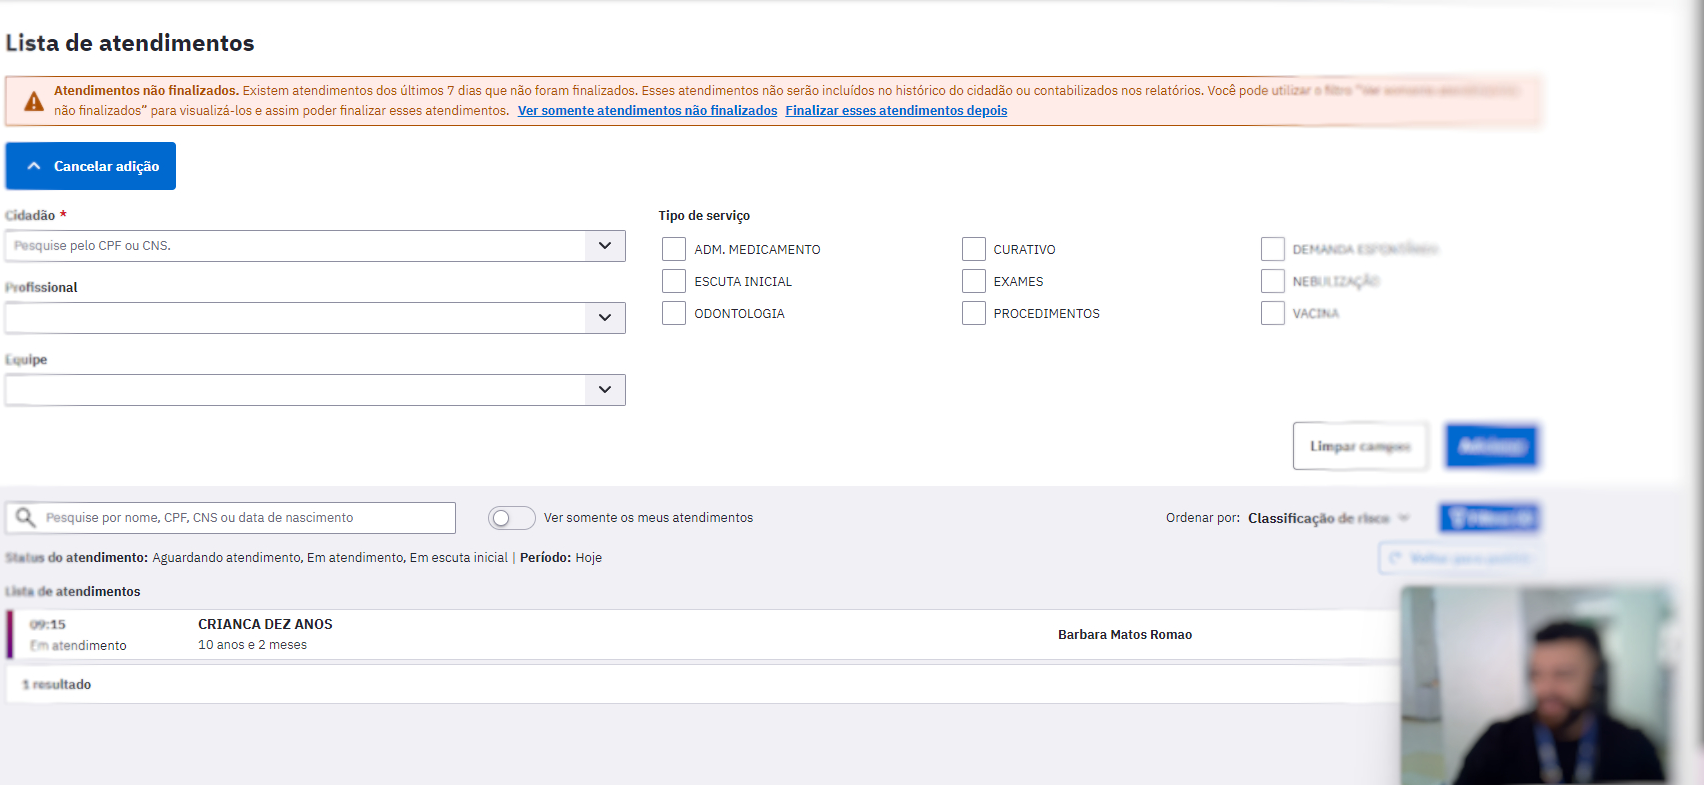 Lista de atendimentos
Atendimentos não finalizados. Existem atendimentos dos últimos 7 dias que não foram finalizados. Esses atendimentos não serão incluídos no histórico do cidadão ou contabilizados nos relatórios. Você pode utilizar o filtro "Ver somente atendimentos
não finalizados" para visualizá-los e assim poder finalizar esses atendimentos. Ver somente atendimentos não finalizados Finalizar esses atendimentos depois
Cancelar adição
Cidadão *
Pesquise pelo CPF ou CNS.
Profissional
Equipe
Tipo de serviço
ADM. MEDICAMENTO CURATIVO DEMANDA ESPONTÂNEA
ESCUTA INICIAL EXAMES NEBULIZAÇÃO
ODONTOLOGIA PROCEDIMENTOS VACINA
Limpar campos
Pesquise por nome, CPF, CNS ou data de nascimento Ver somente os meus atendimentos Ordenar por: Classificação de risco
Status do atendimento: Aguardando atendimento, Em atendimento, Em escuta inicial | Período: Hoje
Lista de atendimentos
09:15 CRIANCA DEZ ANOS Barbara Matos Romao
Em atendimento 10 anos e 2 meses
1 resultado